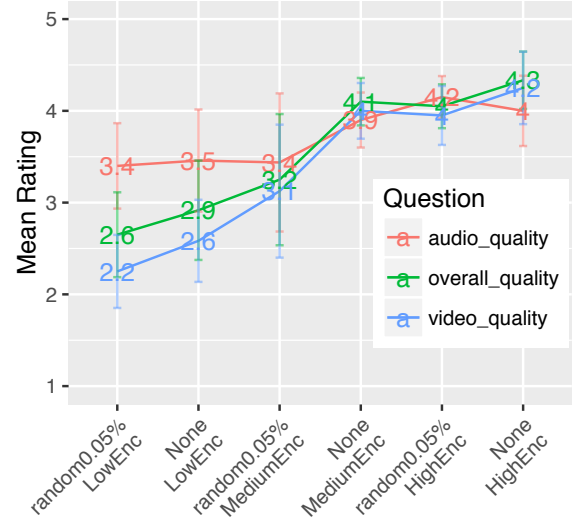 5
4
3
2
1
Mean Rating
3.4
3.5
3.4
3.9
4.2
4
2.6
2.9
3.2
4.1
4
4.3
2.2
2.6
3.1
4
4
4.2
Question
a audio_quality
a overall_quality
a video_quality
random0.05%
LowEnc
None
LowEnc
random0.05%
MediumEnc
None
MediumEnc
random0.05%
HighEnc
None
HighEnc